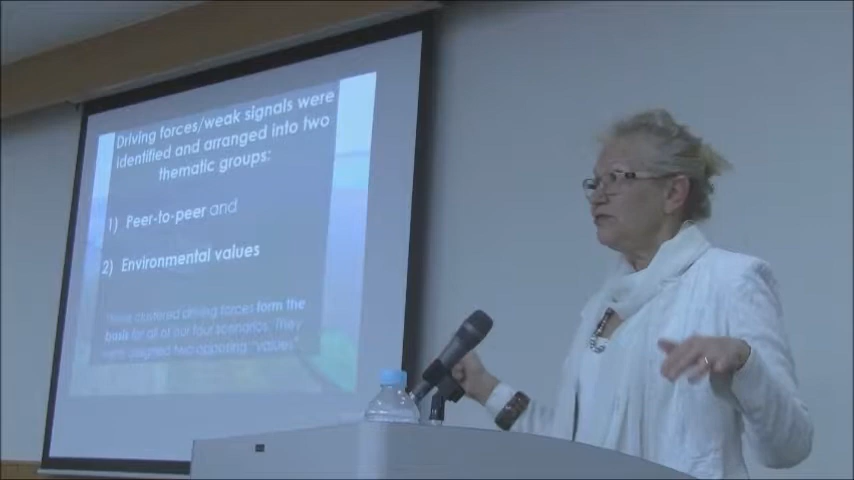 Driving forces/weak signals were
identified and arranged into two
thematic groups:
1) Peer-to-peer and
2) Environmental values
These clustered driving forces form the
basis for all of our four scenarios. They
were assigned two opposing "values"